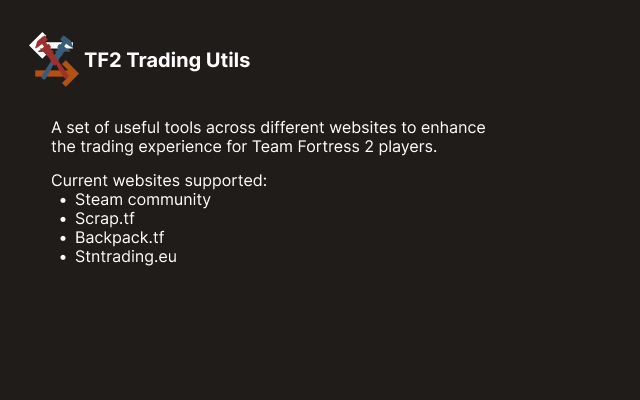 TF2 Trading Utils
A set of useful tools across different websites to enhance
the trading experience for Team Fortress 2 players.
Current websites supported:
• Steam community
• Scrap.tf
• Backpack.tf
• Stntrading.eu